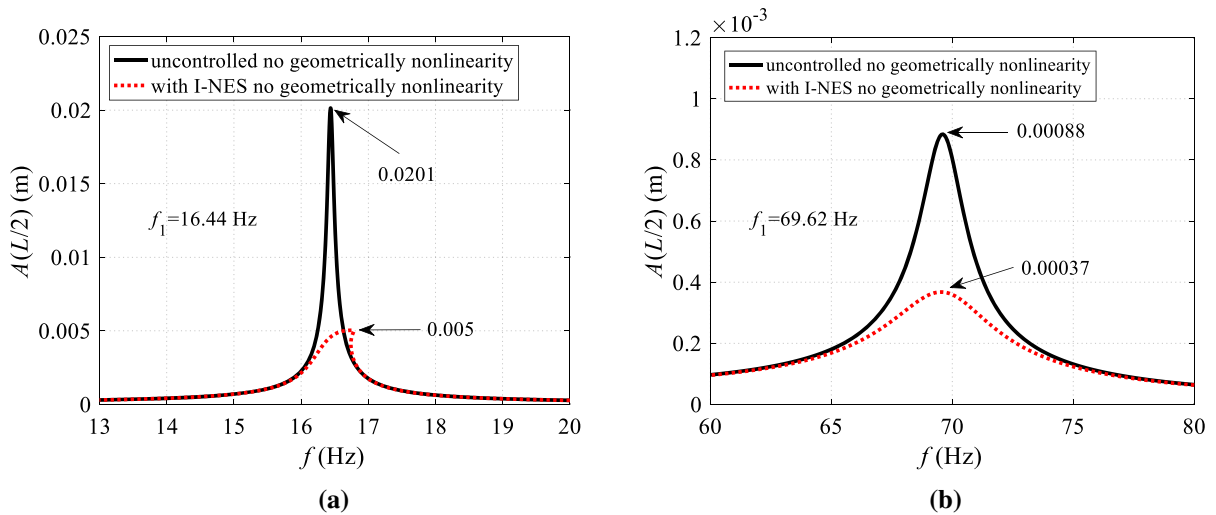 0.025
0.02
0.015
0.01
0.005
0
A(L/2) (m)
uncontrolled no geometrically nonlinearity
with I-NES no geometrically nonlinearity
0.0201
f1=16.44 Hz
0.005
13 14 15 16 17 18 19 20
f (Hz)
(a)
×10-3
1.2
1
0.8
0.6
0.4
0.2
0
A(L/2) (m)
uncontrolled no geometrically nonlinearity
with I-NES no geometrically nonlinearity
0.00088
f1=69.62 Hz
0.00037
60 65 70 75 80
f (Hz)
(b)